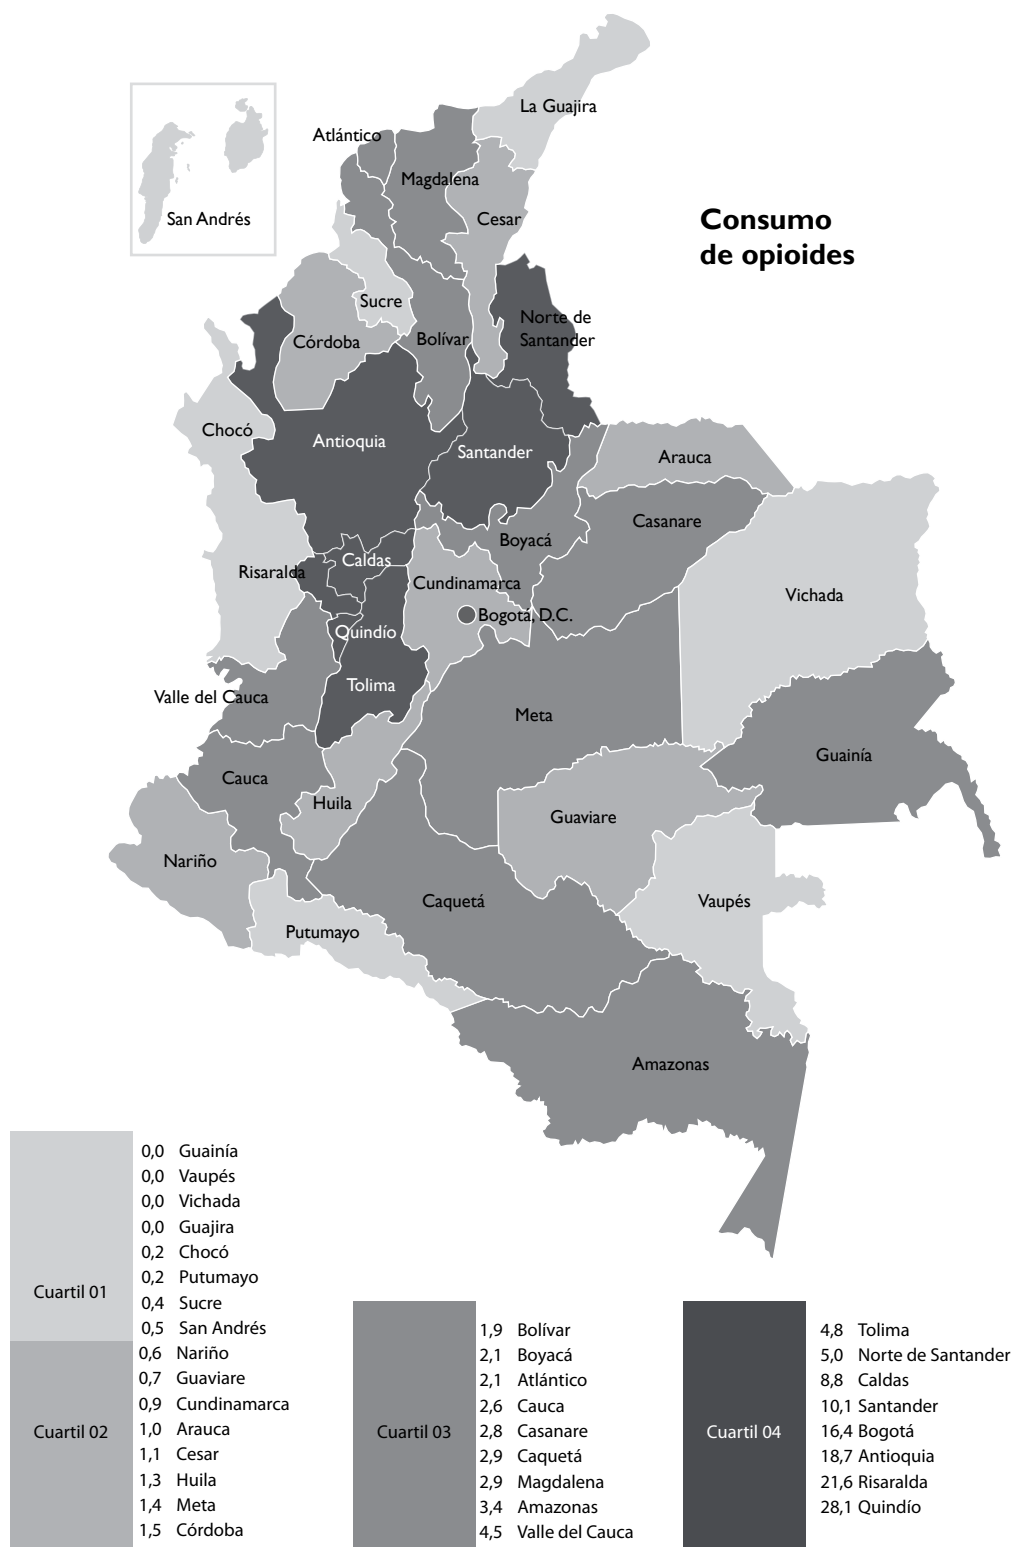 La Guajira
Atlántico
Magdalena
San Andrés
Cesar
Consumo
de opioides
Sucre
Norte de
Santander
Córdoba
Bolívar
Chocó
Antioquia
Santander
Arauca
Casanare
Boyacá
Caldas
Risaralda
Cundinamarca
Vichada
Bogotá, D.C.
Quindío
Tolima
Valle del Cauca
Meta
Guainía
Cauca
Huila
Guaviare
Nariño
Caquetá
Vaupés
Putumayo
Amazonas
Cuartil 01
0,0 Guainía
0,0 Vaupés
0,0 Vichada
0,0 Guajira
0,2 Chocó
0,2 Putumayo
0,4 Sucre
0,5 San Andrés
Cuartil 02
0,6 Nariño
0,7 Guaviare
0,9 Cundinamarca
1,0 Arauca
1,1 Cesar
1,3 Huila
1,4 Meta
1,5 Córdoba
Cuartil 03
1,9 Bolívar
2,1 Boyacá
2,1 Atlántico
2,6 Cauca
2,8 Casanare
2,9 Caquetá
2,9 Magdalena
3,4 Amazonas
4,5 Valle del Cauca
Cuartil 04
4,8 Tolima
5,0 Norte de Santander
8,8 Caldas
10,1 Santander
16,4 Bogotá
18,7 Antioquia
21,6 Risaralda
28,1 Quindío